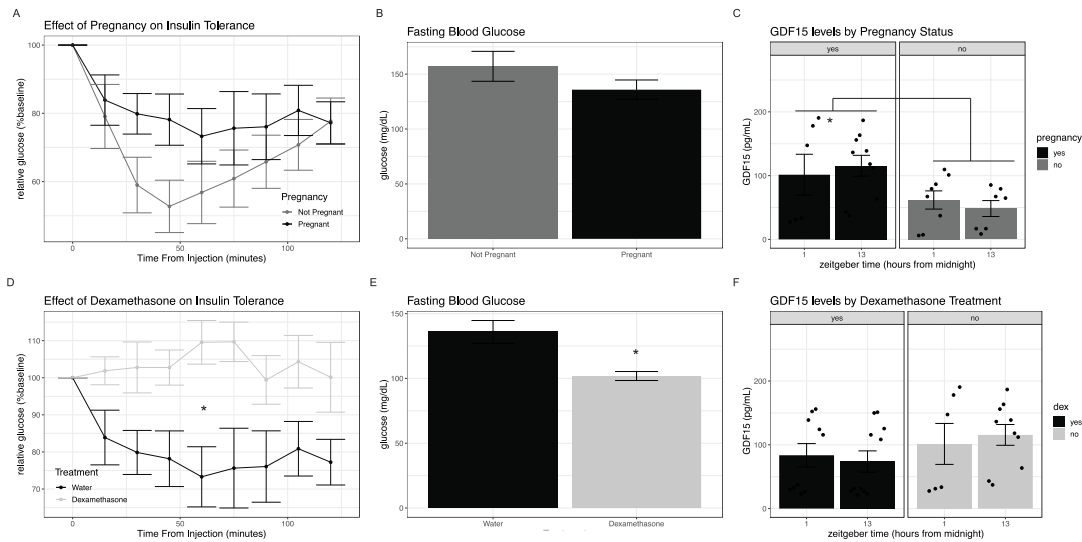 A
Effect of Pregnancy on Insulin Tolerance
100
80
60
relative glucose (%baseline)
Pregnancy
Not Pregnant
Pregnant
0
50
100
Time From Injection (minutes)
B
Fasting Blood Glucose
150
100
50
0
glucose (mg/dL)
Not Pregnant
Pregnant
C
GDF15 levels by Pregnancy Status
yes
no
200
100
0
GDF15 (pg/mL)
*
1
13
1
13
zeitgeber time (hours from midnight)
pregnancy
yes
no
D
Effect of Dexamethasone on Insulin Tolerance
110
100
90
80
70
relative glucose (%baseline)
*
Treatment
Water
Dexamethasone
0
50
100
Time From Injection (minutes)
E
Fasting Blood Glucose
150
100
50
0
glucose (mg/dL)
*
Water
Dexamethasone
F
GDF15 levels by Dexamethasone Treatment
yes
no
200
100
0
GDF15 (pg/mL)
1
13
1
13
zeitgeber time (hours from midnight)
dex
yes
no